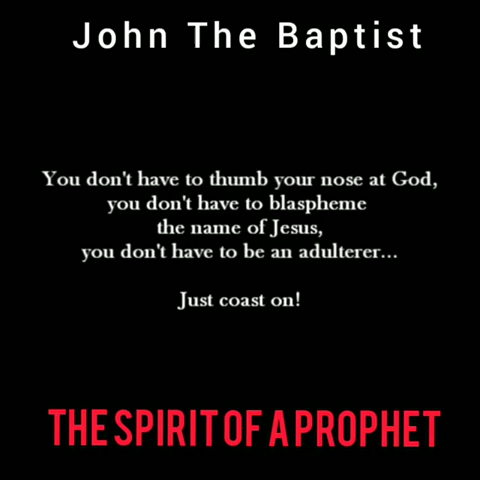 John The Baptist
You don't have to thumb your nose at God,
you don't have to blaspheme
the name of Jesus,
you don't have to be an adulterer...
Just coast on!
THE SPIRIT OF A PROPHET